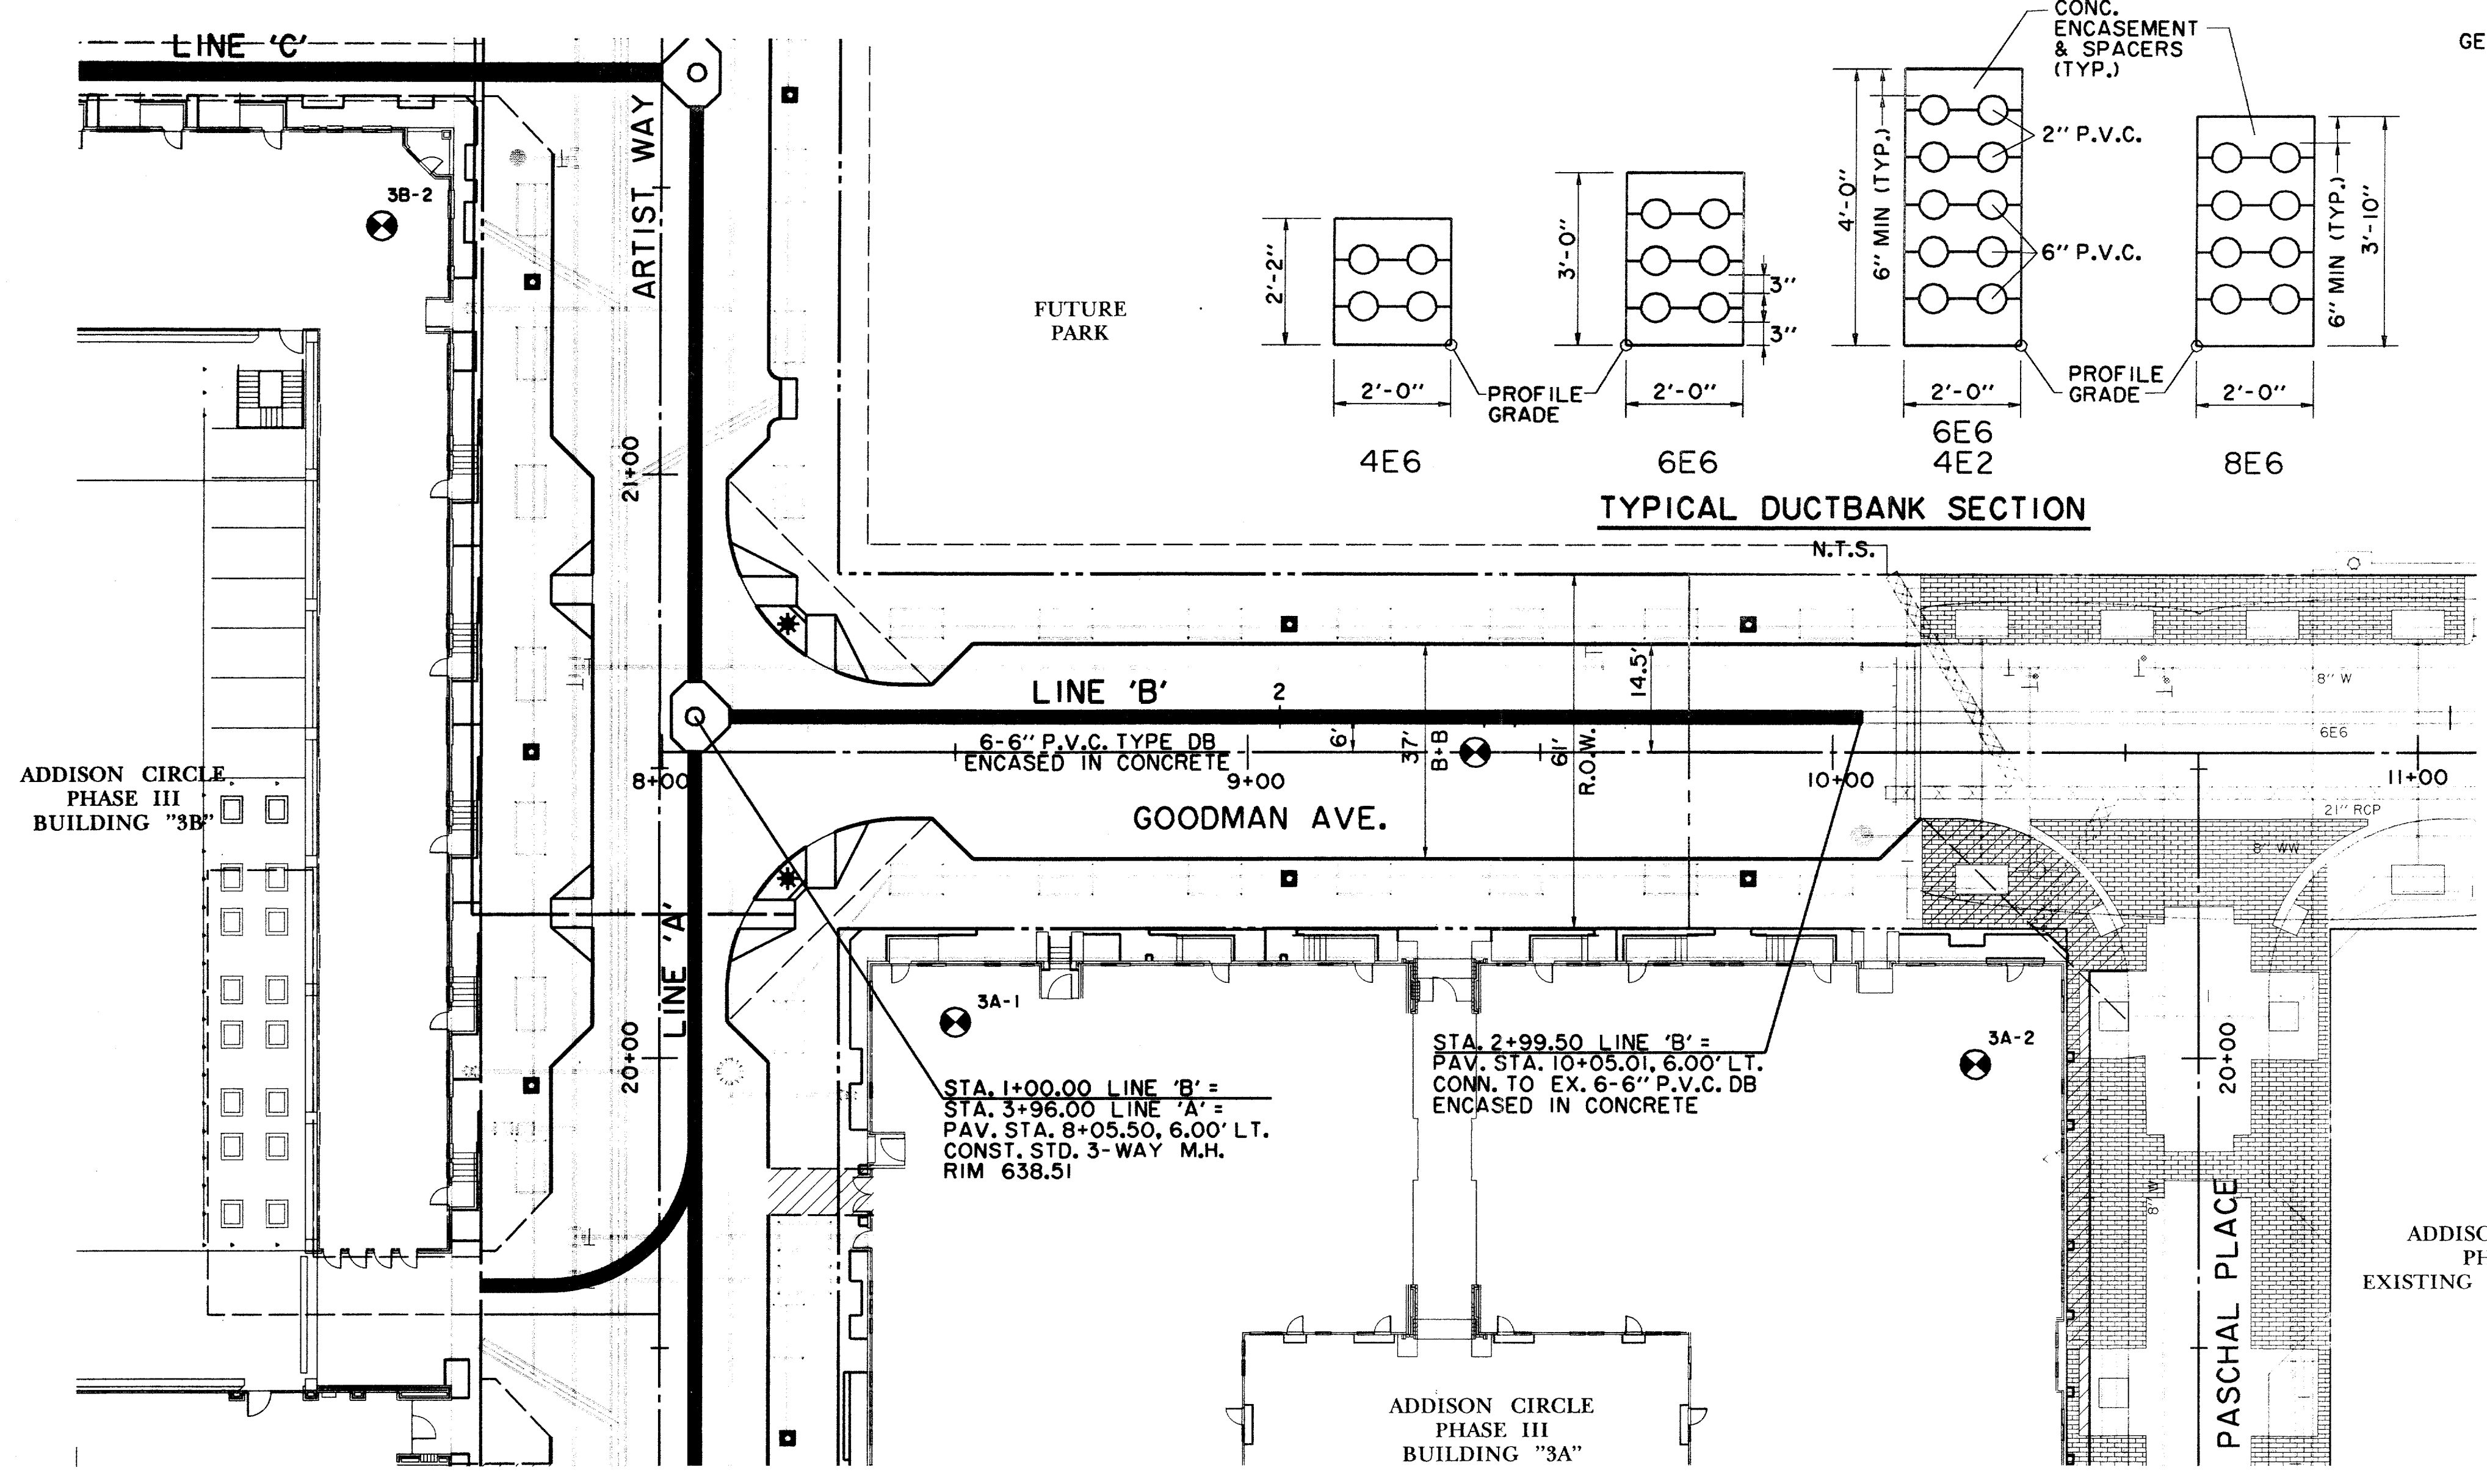 LINE 'C'
ARTIST WAY
3B-2
21+00
FUTURE
PARK
CONC.
ENCASEMENT
& SPACERS
(TYP.)
GE
2'-2"
2'-0"
4E6
3'-0"
3"
3"
2'-0"
6E6
PROFILE
GRADE
4'-0"
6" MIN (TYP.)
2" P.V.C.
6" P.V.C.
2'-0"
6E6
4E2
PROFILE
GRADE
6" MIN (TYP.)
3'-10"
2'-0"
8E6
TYPICAL DUCTBANK SECTION
N.T.S.
LINE 'B'
2
6-6" P.V.C. TYPE DB
ENCASED IN CONCRETE
6'
37'
B+B
61'
R.O.W.
14.5'
8+00
9+00
10+00
11+00
GOODMAN AVE.
8" W
6E6
21" RCP
8" WW
ADDISON CIRCLE
PHASE III
BUILDING "3B"
LINE 'A'
20+00
3A-1
STA. 1+00.00 LINE 'B' =
STA. 3+96.00 LINE 'A' =
PAV. STA. 8+05.50, 6.00' LT.
CONST. STD. 3-WAY M.H.
RIM 638.51
STA. 2+99.50 LINE 'B' =
PAV. STA. 10+05.01, 6.00' LT.
CONN. TO EX. 6-6" P.V.C. DB
ENCASED IN CONCRETE
3A-2
20+00
8' W
PASCHAL PLACE
ADDISC
PH
EXISTING
ADDISON CIRCLE
PHASE III
BUILDING "3A"